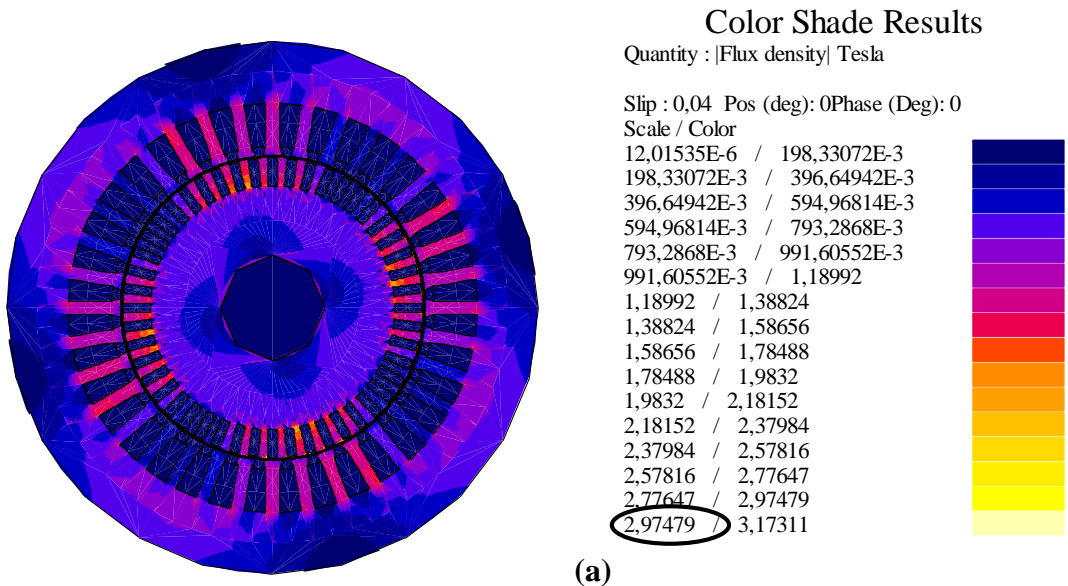 Color Shade Results
Quantity : |Flux density| Tesla
Slip : 0,04 Pos (deg): 0Phase (Deg): 0
Scale / Color
12,01535E-6 / 198,33072E-3
198,33072E-3 / 396,64942E-3
396,64942E-3 / 594,96814E-3
594,96814E-3 / 793,2868E-3
793,2868E-3 / 991,60552E-3
991,60552E-3 / 1,18992
1,18992 / 1,38824
1,38824 / 1,58656
1,58656 / 1,78488
1,78488 / 1,9832
1,9832 / 2,18152
2,18152 / 2,37984
2,37984 / 2,57816
2,57816 / 2,77647
2,77647 / 2,97479
2,97479 / 3,17311
(a)